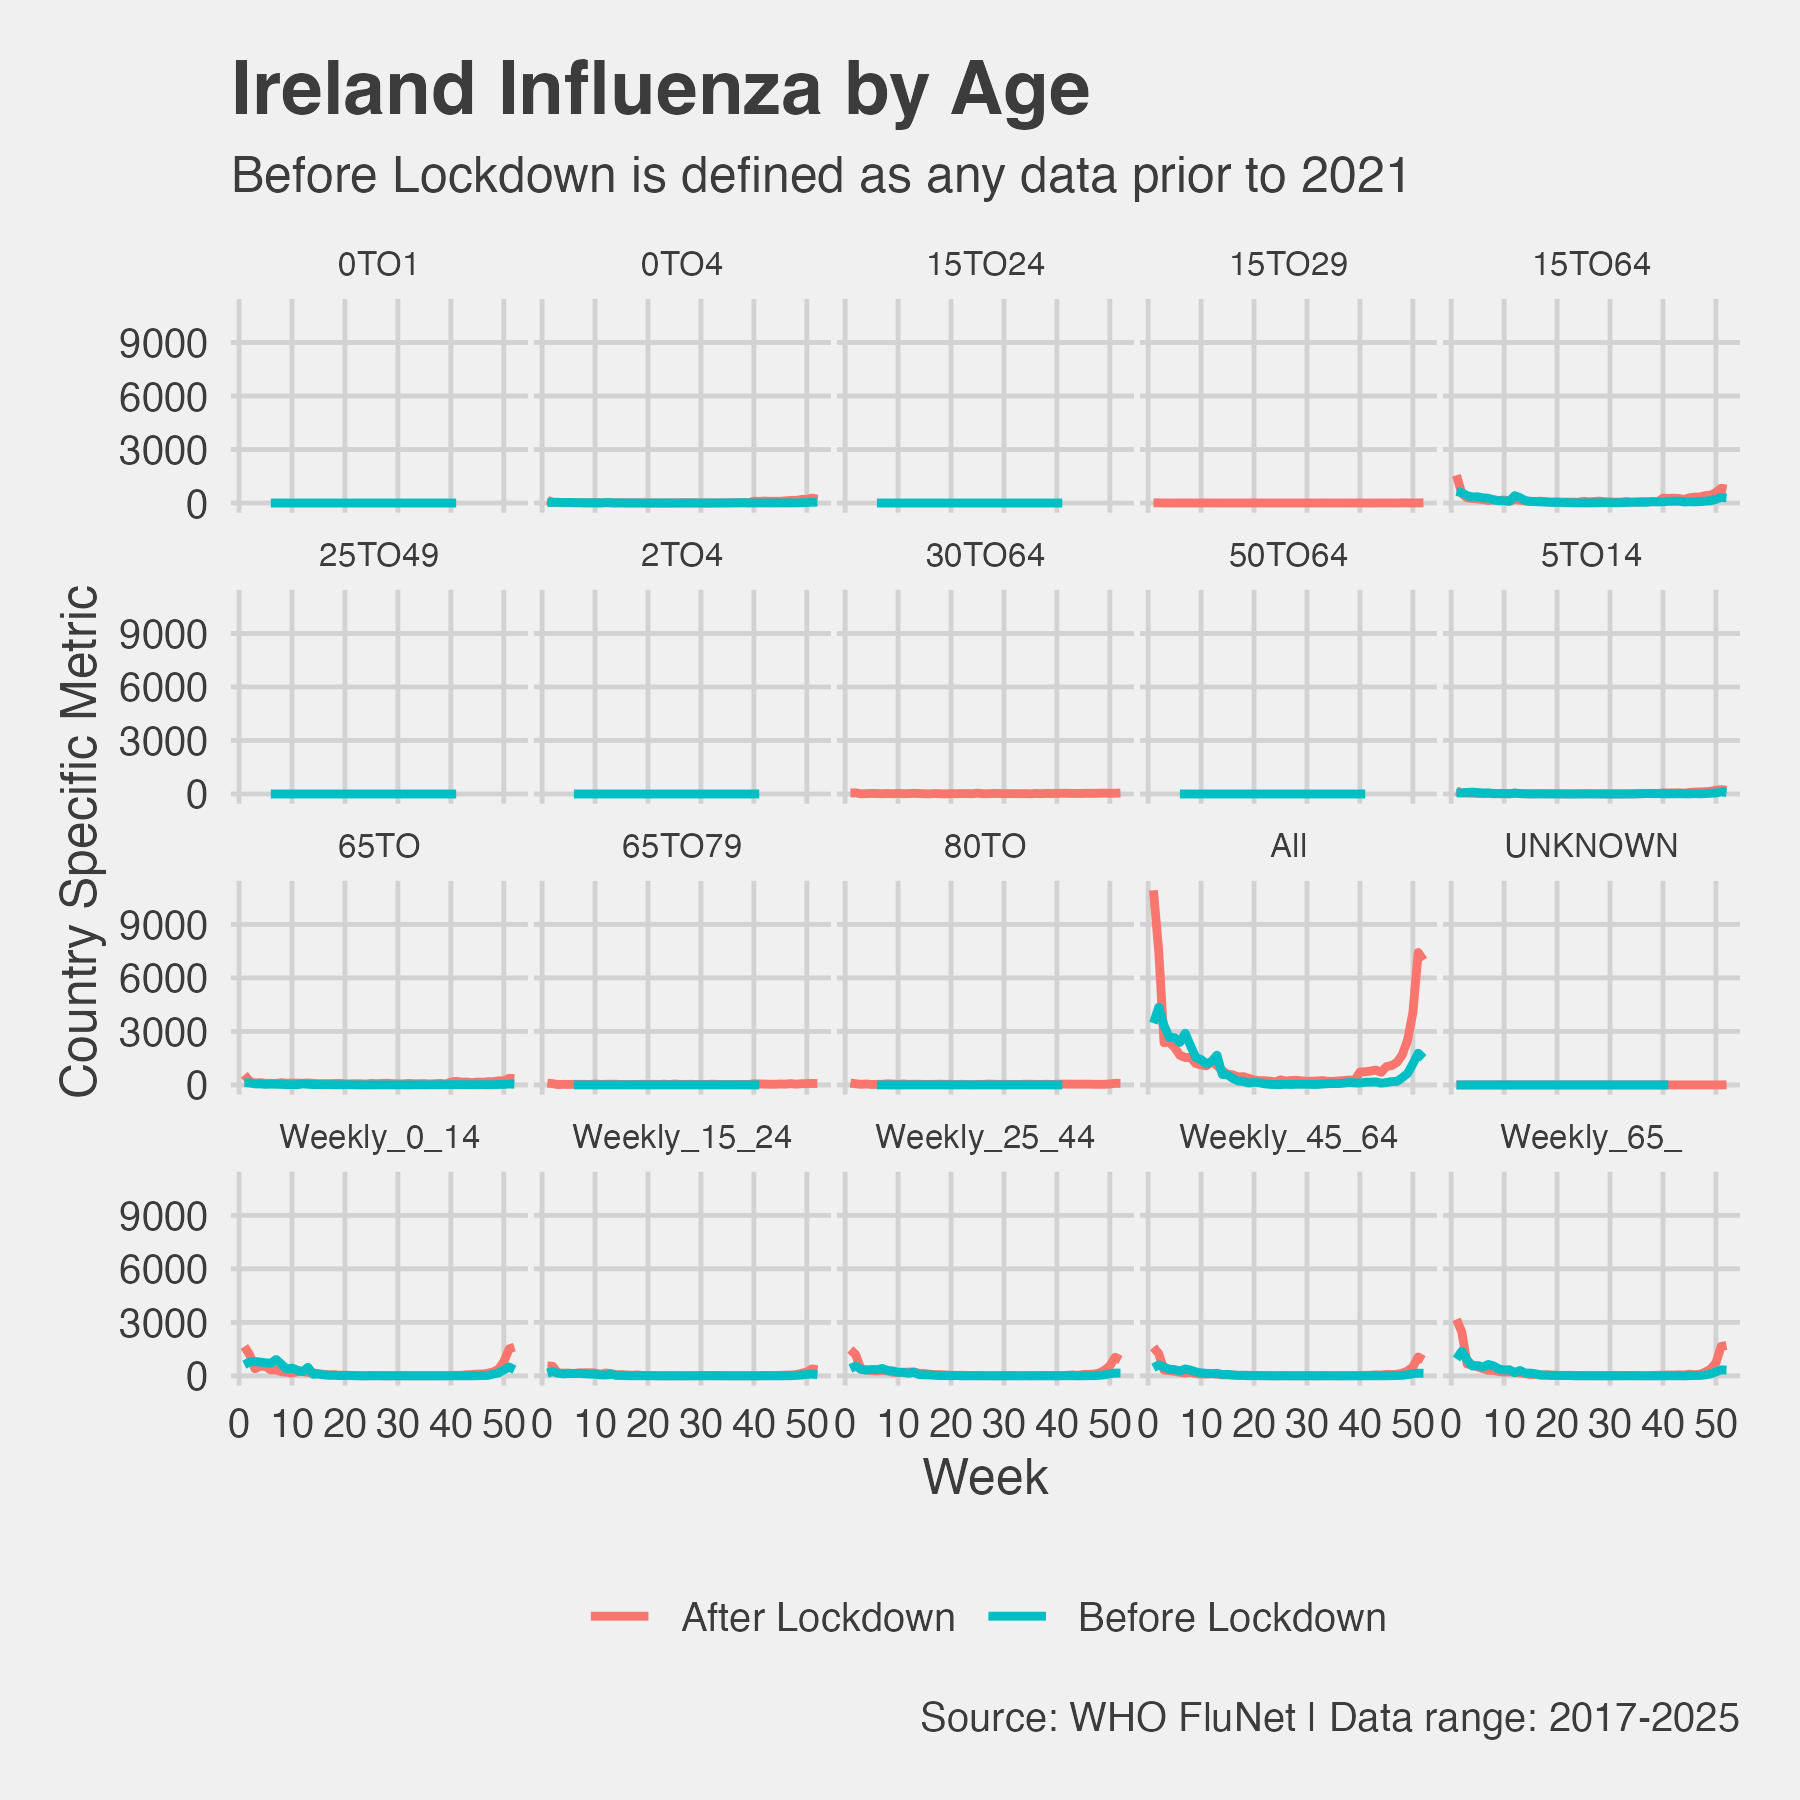 Ireland Influenza by Age
Before Lockdown is defined as any data prior to 2021
0TO1 0TO4 15TO24 15TO29 15TO64
9000
6000
3000
0
25TO49 2TO4 30TO64 50TO64 5TO14
9000
6000
3000
0
Country Specific Metric
65TO 65TO79 80TO All UNKNOWN
9000
6000
3000
0
Weekly_0_14 Weekly_15_24 Weekly_25_44 Weekly_45_64 Weekly_65_
9000
6000
3000
0
0 10 20 30 40 50 0 10 20 30 40 50 0 10 20 30 40 50 0 10 20 30 40 50 0 10 20 30 40 50
Week
After Lockdown Before Lockdown
Source: WHO FluNet | Data range: 2017-2025